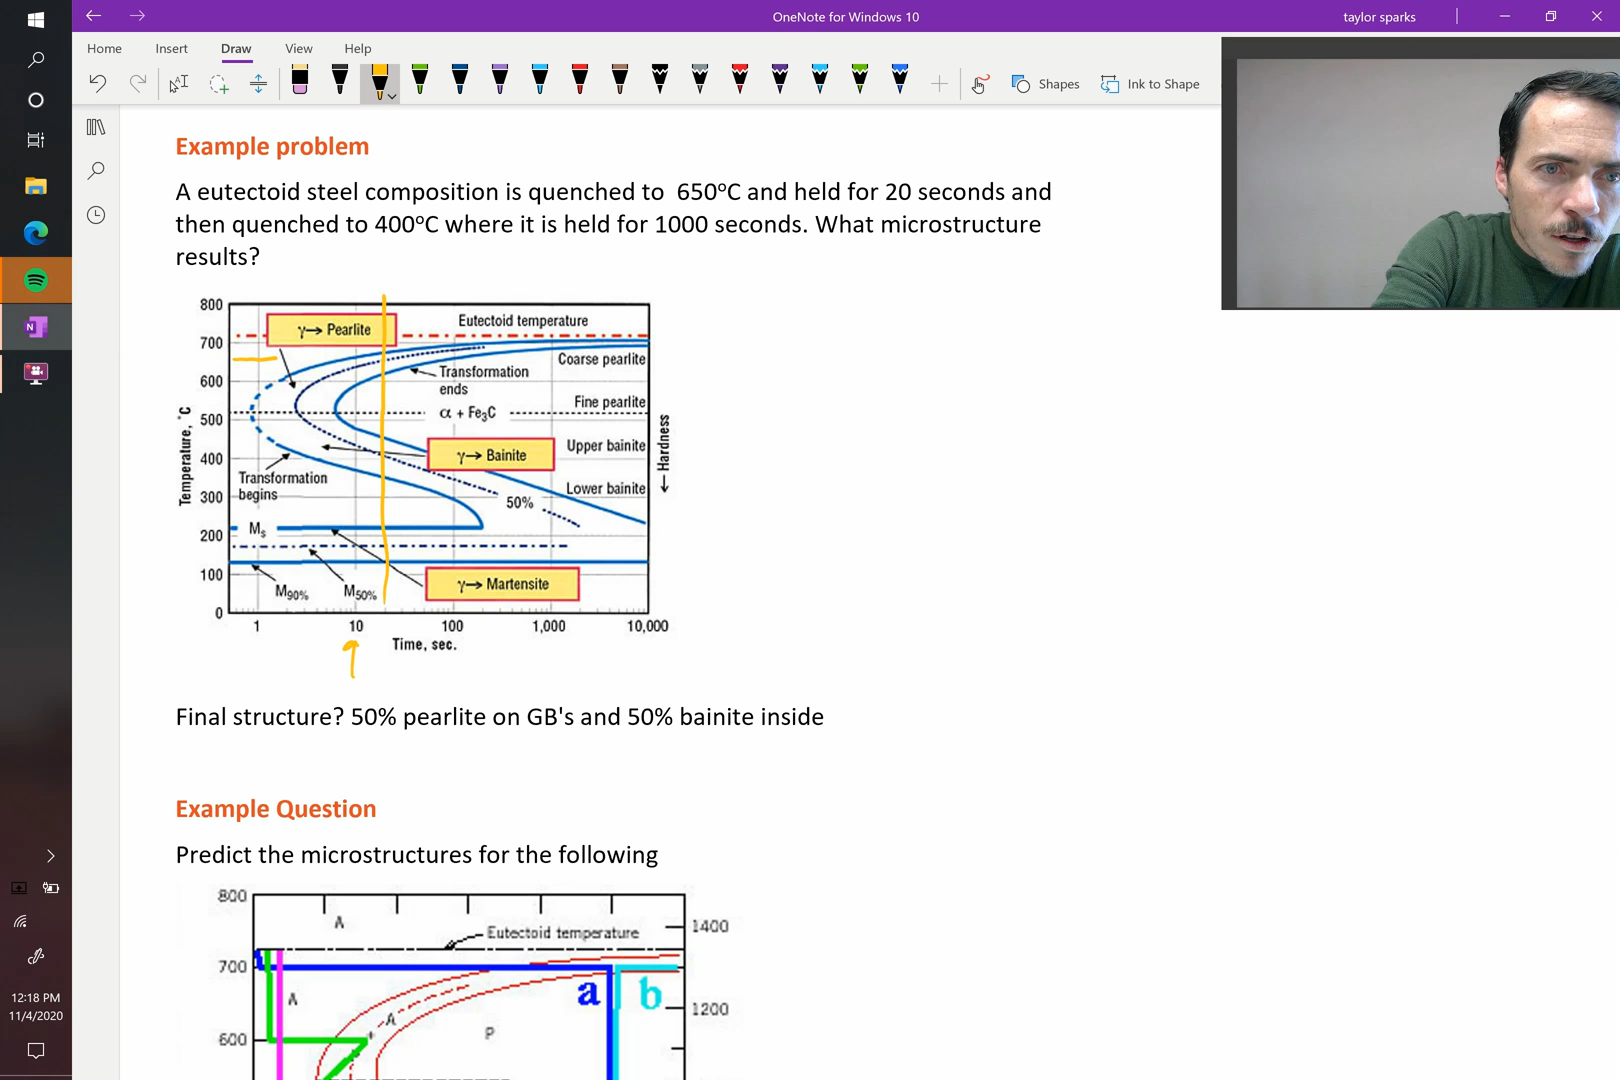 OneNote for Windows 10
taylor sparks
Home Insert Draw View Help
Shapes
Ink to Shape
Example problem
A eutectoid steel composition is quenched to 650°C and held for 20 seconds and
then quenched to 400°C where it is held for 1000 seconds. What microstructure
results?
800
700
600
500
400
300
200
100
0
Temperature, °C
γ→ Pearlite
Eutectoid temperature
Coarse pearlite
Transformation
ends
Fine pearlite
α + Fe₃C
Upper bainite
γ→ Bainite
Transformation
begins
Lower bainite
50%
←Hardness
Mₛ
γ→ Martensite
M90%
M50%
1 10 100 1,000 10,000
Time, sec.
Final structure? 50% pearlite on GB's and 50% bainite inside
Example Question
Predict the microstructures for the following
800
A
Eutectoid temperature
1400
700
A
a
b
1200
A
P
600
12:18 PM
11/4/2020